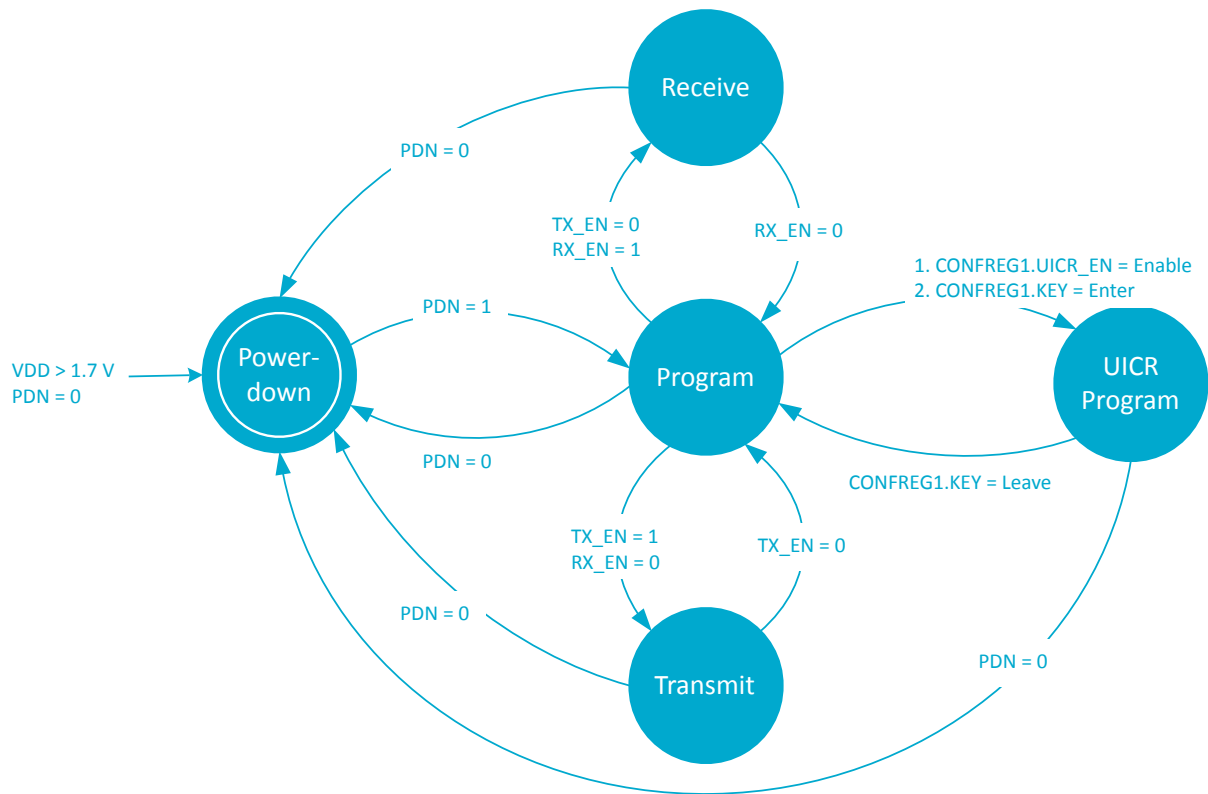 Receive
PDN = 0
TX_EN = 0
RX_EN = 1
RX_EN = 0
1. CONFREG1.UICR_EN = Enable
2. CONFREG1.KEY = Enter
PDN = 1
VDD > 1.7 V
PDN = 0
Power-
down
Program
UICR
Program
PDN = 0
CONFREG1.KEY = Leave
TX_EN = 1
RX_EN = 0
TX_EN = 0
PDN = 0
PDN = 0
Transmit